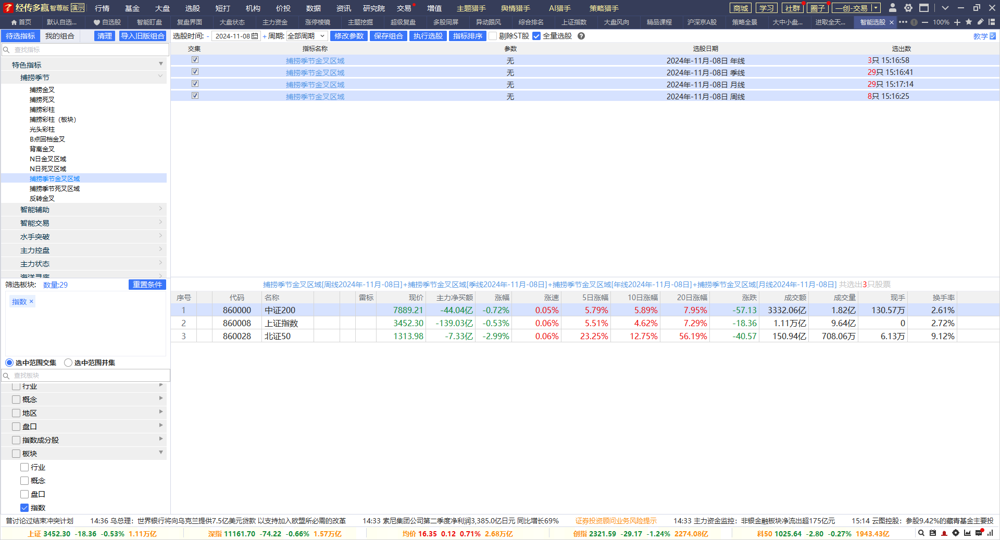 经传多赢 智尊版 演示 行情 基金 大盘 选股 短打 机构 价投 数据 资讯 研究院 交易 增值 主题猎手 舆情猎手 AI猎手 策略猎手 商城 学习 社群 圈子 一创-交易
首页 默认自选... 自选股 智能盯盘 复盘界面 大盘状态 主力资金 涨停棱镜 主题挖掘 超级复盘 多股同屏 异动跟风 综合排名 上证指数 大盘风向 精品课程 沪深京A股 策略全景 大中小盘... 进取全天... 智能选股 × ••• 100%
待选指标 我的组合 清理 导入旧版组合 选股时间: - 2024-11-08 + 周期: 全部周期 修改参数 保存组合 执行选股 指标排序 剔除ST股 全量选股 教学
查找指标
交集 指标名称 参数 选股日期 选出数
捕捞季节金叉区域 无 2024年-11月-08日 年线 3只 15:16:58
捕捞季节金叉区域 无 2024年-11月-08日 季线 29只 15:16:41
捕捞季节金叉区域 无 2024年-11月-08日 月线 29只 15:17:14
捕捞季节金叉区域 无 2024年-11月-08日 周线 8只 15:16:25
特色指标
捕捞季节
捕捞金叉
捕捞死叉
捕捞彩柱
捕捞彩柱（板块）
光头彩柱
B点回档金叉
背离金叉
N日金叉区域
N日死叉区域
捕捞季节金叉区域
捕捞季节死叉区域
反转金叉
智能辅助
智能交易
水手突破
主力控盘
主力状态
筛选板块: 数量:29 重置条件
指数 ×
选中范围交集 选中范围并集
查找板块
行业
概念
地区
盘口
指数成分股
板块
行业
概念
盘口
指数
捕捞季节金叉区域[周线2024年-11月-08日]+捕捞季节金叉区域[季线2024年-11月-08日]+捕捞季节金叉区域[年线2024年-11月-08日]+捕捞季节金叉区域[月线2024年-11月-08日] 共选出3只股票
序号 代码 名称 雷标 现价 主力净买额 涨幅 涨速 5日涨幅 10日涨幅 20日涨幅 涨跌 成交额 成交量 现手 换手率
1 860000 中证200 7889.21 -44.04亿 -0.72% 0.05% 5.79% 5.89% 7.95% -57.13 3332.06亿 1.82亿 130.57万 2.61%
2 860008 上证指数 3452.30 -139.03亿 -0.53% 0.06% 5.51% 4.62% 7.29% -18.36 1.11万亿 9.64亿 0 2.72%
3 860028 北证50 1313.98 -7.33亿 -2.99% 0.06% 23.25% 12.75% 56.19% -40.57 150.94亿 708.06万 6.13万 9.12%
普讨论过结束冲突计划 14:36 乌总理：世界银行将向乌克兰提供7.5亿美元贷款 以支持加入欧盟所必需的改革 14:33 索尼集团公司第二季度净利润3,385.0亿日元 同比增长69% 证券投资顾问业务风险提示 14:33 主力资金监控：非银金融板块净流出超175亿元 15:14 云图控股：参股9.42%的藏青基金主要投
上证 3452.30 -18.36 -0.53% 1.11万亿 深指 11161.70 -74.22 -0.66% 1.57万亿 均价 16.35 0.12 0.71% 2.68万亿 创指 2321.59 -29.17 -1.24% 2274.08亿 科50 1025.64 -2.80 -0.27% 1943.43亿